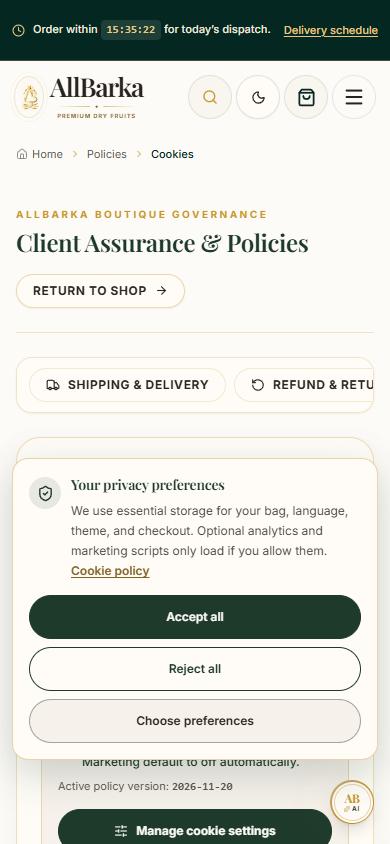 Order within 15:35:22 for today’s dispatch. Delivery schedule
AllBarka
PREMIUM DRY FRUITS
Home > Policies > Cookies
ALLBARKA BOUTIQUE GOVERNANCE
Client Assurance & Policies
RETURN TO SHOP →
SHIPPING & DELIVERY REFUND & RETU
Your privacy preferences
We use essential storage for your bag, language,
theme, and checkout. Optional analytics and
marketing scripts only load if you allow them.
Cookie policy
Accept all
Reject all
Choose preferences
Marketing default to off automatically.
Active policy version: 2026-11-20
AB
AI
Manage cookie settings